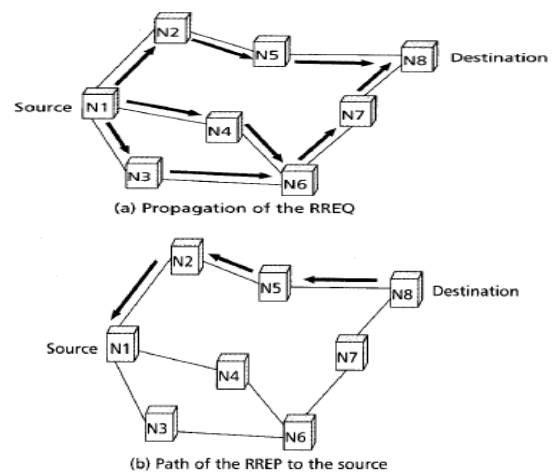 N2
N5
N8 Destination
Source N1
N4
N7
N3
N6
(a) Propagation of the RREQ
N2
N5
N8 Destination
Source N1
N7
N4
N3
N6
(b) Path of the RREP to the source